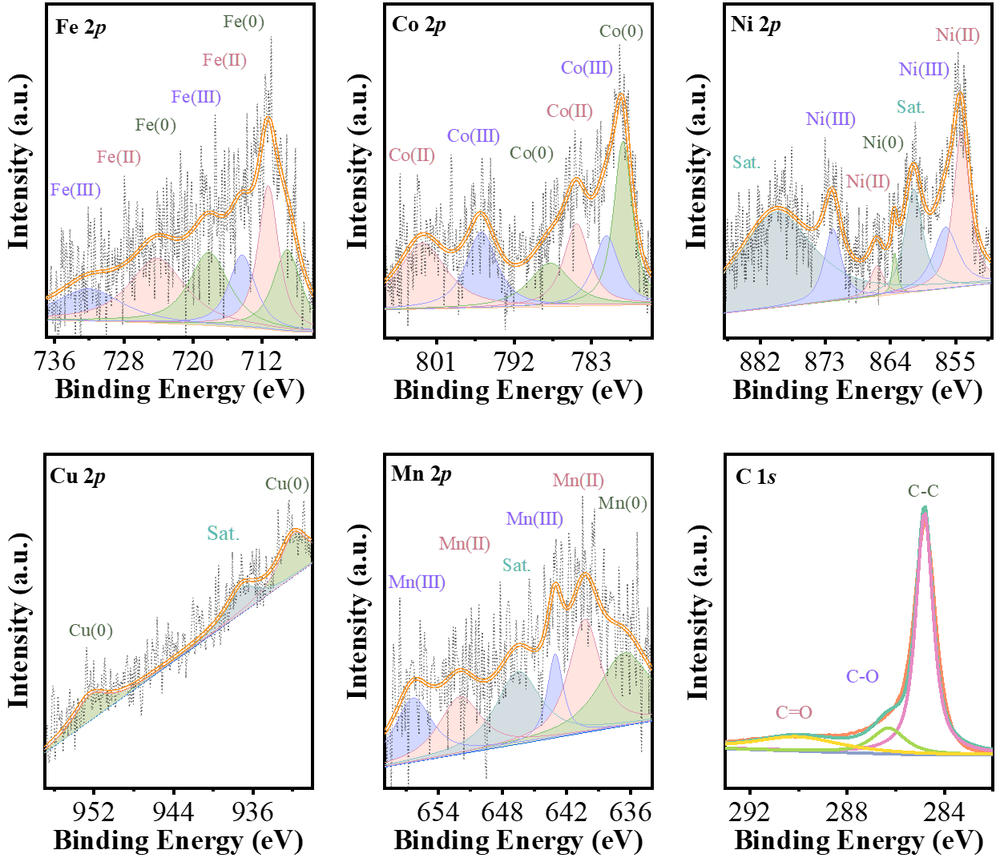 Fe 2p
Fe(0)
Fe(II)
Fe(III)
Fe(0)
Fe(II)
Fe(III)
Intensity (a.u.)
736 728 720 712
Binding Energy (eV)
Co 2p
Co(0)
Co(III)
Co(II)
Co(0)
Co(III)
Co(II)
Intensity (a.u.)
801 792 783
Binding Energy (eV)
Ni 2p
Ni(II)
Ni(III)
Sat.
Ni(III)
Ni(0)
Ni(II)
Sat.
Intensity (a.u.)
882 873 864 855
Binding Energy (eV)
Cu 2p
Cu(0)
Sat.
Cu(0)
Intensity (a.u.)
952 944 936
Binding Energy (eV)
Mn 2p
Mn(II)
Mn(0)
Mn(III)
Mn(II)
Sat.
Mn(III)
Intensity (a.u.)
654 648 642 636
Binding Energy (eV)
C 1s
C-C
C-O
C=O
Intensity (a.u.)
292 288 284
Binding Energy (eV)